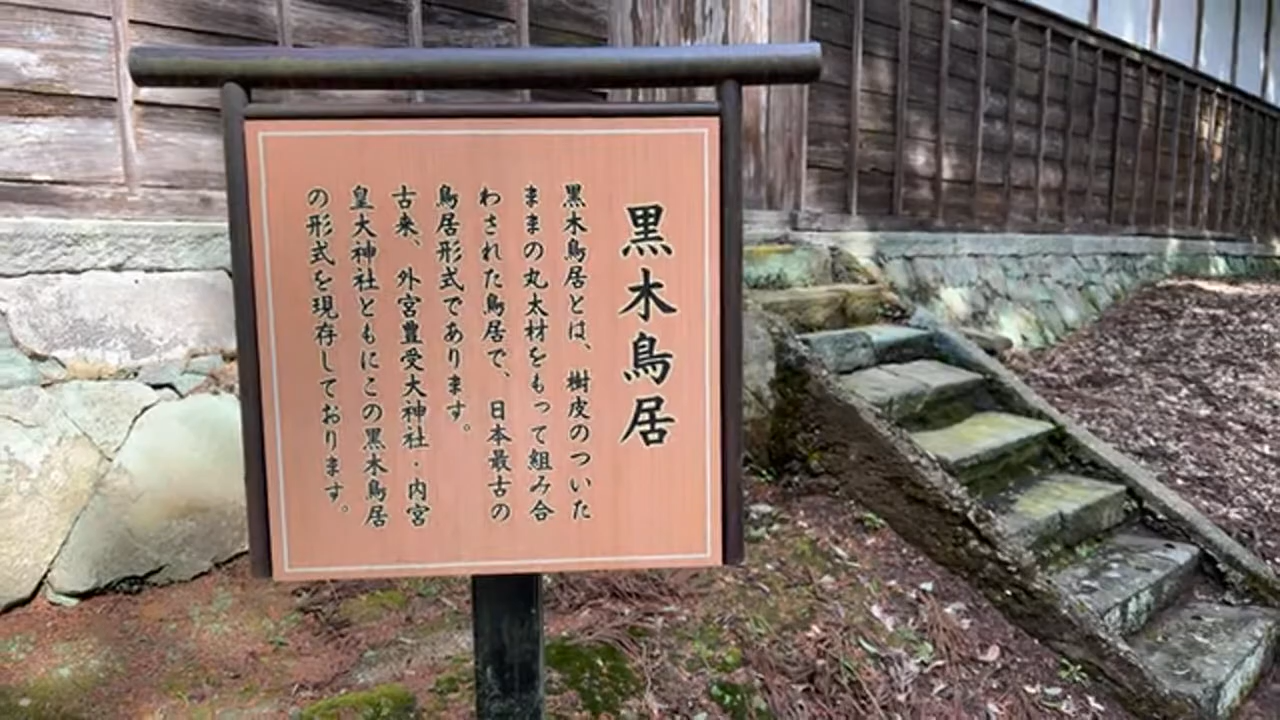 黒木鳥居
黒木鳥居とは、樹皮のついた
ままの丸太材をもって組み合
わされた鳥居で、日本最古の
鳥居形式であります。
古来、外宮豊受大神社・内宮
皇大神社ともにこの黒木鳥居
の形式を現存しております。